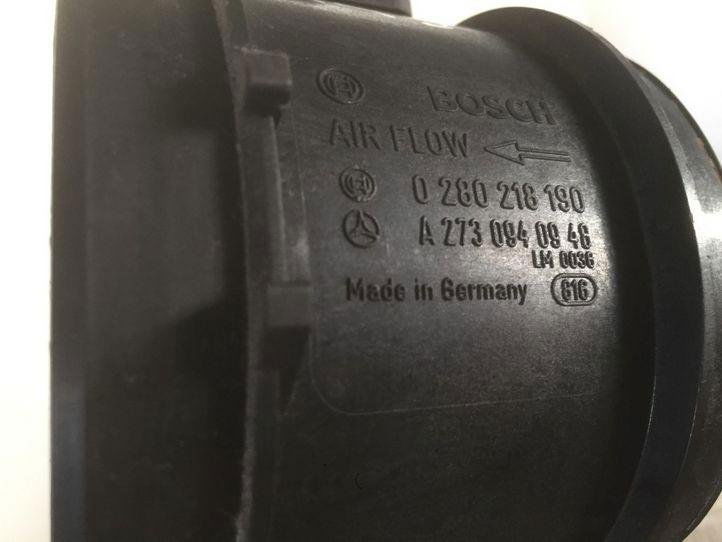 BOSCH
AIR FLOW
0 280 218 190
A 273 094 09 48
LM 0036
Made in Germany 616